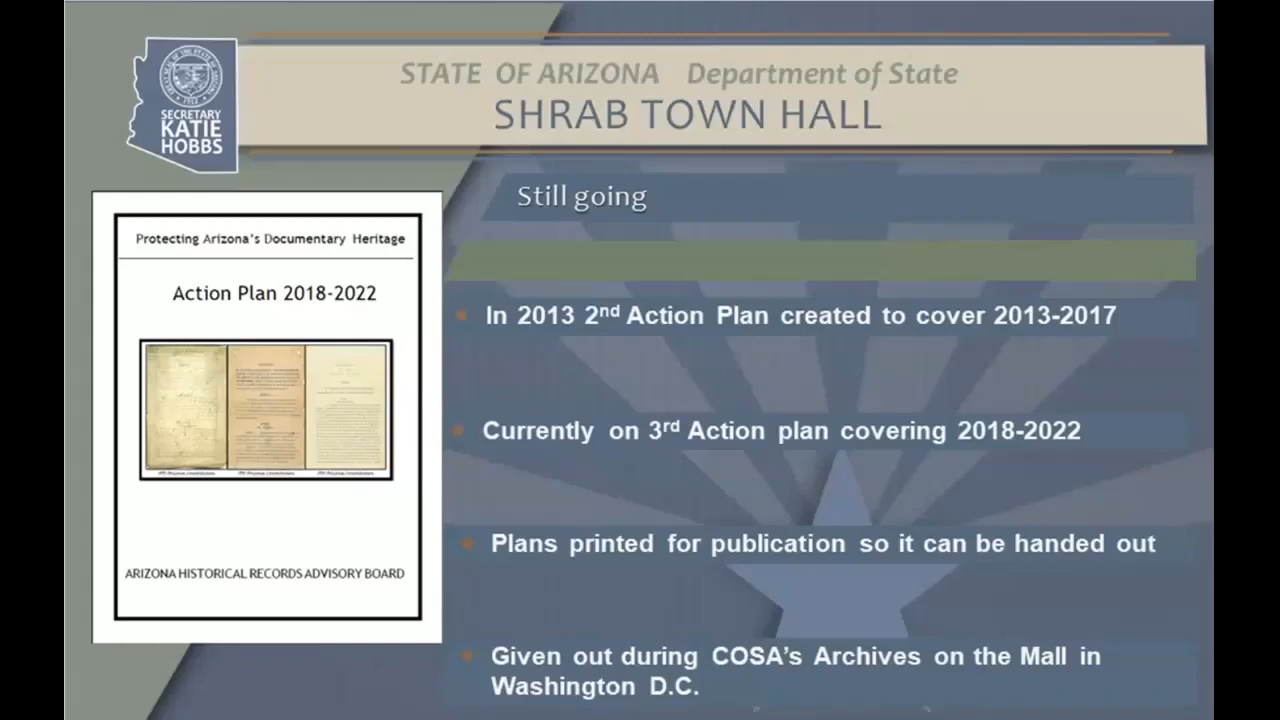 STATE OF ARIZONA Department of State
SHRAB TOWN HALL
SECRETARY
KATIE
HOBBS
Still going
Protecting Arizona's Documentary Heritage
Action Plan 2018-2022
ARIZONA HISTORICAL RECORDS ADVISORY BOARD
In 2013 2nd Action Plan created to cover 2013-2017
Currently on 3rd Action plan covering 2018-2022
Plans printed for publication so it can be handed out
Given out during COSA’s Archives on the Mall in
Washington D.C.